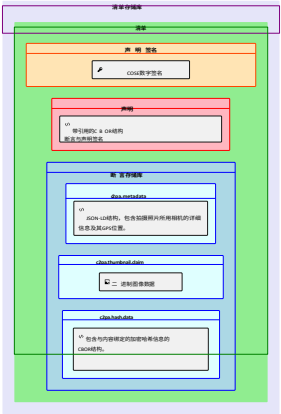 清单存储库
清单
声 明 签名
COSE数字签名
声明
带引用的C B OR结构
断言与声明签名
断 言存储库
c2pa.metadata
JSON-LD结构，包含拍摄照片所用相机的详细
信息及其GPS位置。
c2pa.thumbnail.claim
二 进制图像数据
c2pa.hash.data
包含与内容绑定的加密哈希信息的
CBOR结构。